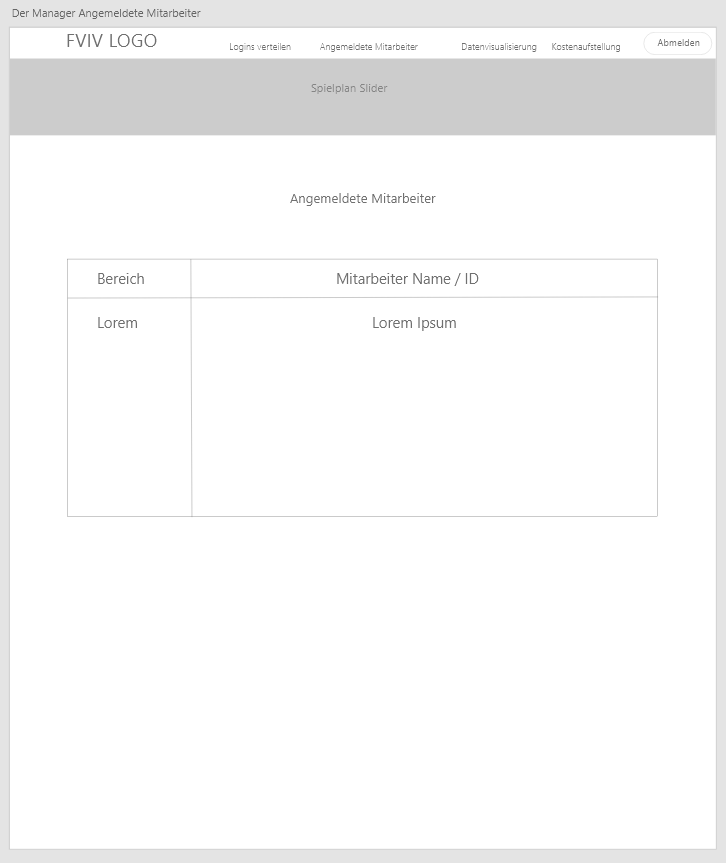 Der Manager Angemeldete Mitarbeiter
FVIV LOGO
Logins verteilen Angemeldete Mitarbeiter Datenvisualisierung Kostenaufstellung Abmelden
Spielplan Slider
Angemeldete Mitarbeiter
Bereich Mitarbeiter Name / ID
Lorem Lorem Ipsum